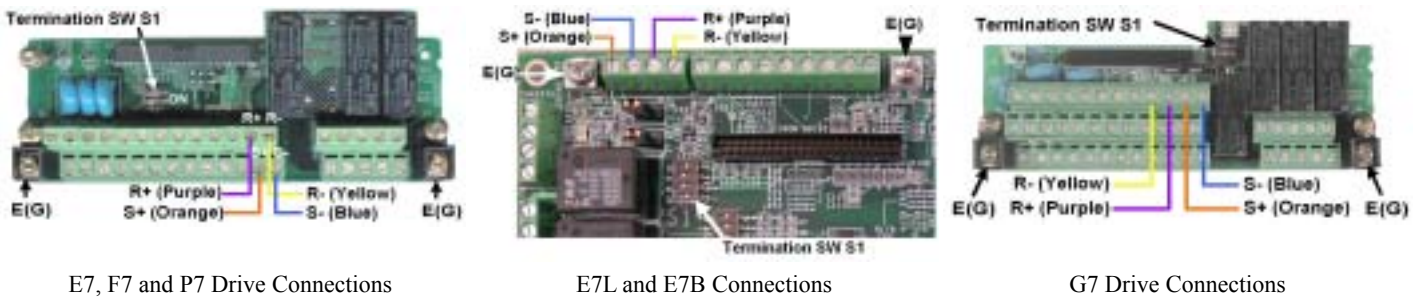 Termination SW S1
ON
R+ R-
R+ (Purple)
R- (Yellow)
S+ (Orange)
S- (Blue)
E(G)
E(G)
E7, F7 and P7 Drive Connections
S- (Blue)
R+ (Purple)
S+ (Orange)
R- (Yellow)
E(G)
E(G)
Termination SW S1
E7L and E7B Connections
Termination SW S1
R- (Yellow)
S- (Blue)
E(G)
R+ (Purple)
S+ (Orange)
E(G)
G7 Drive Connections